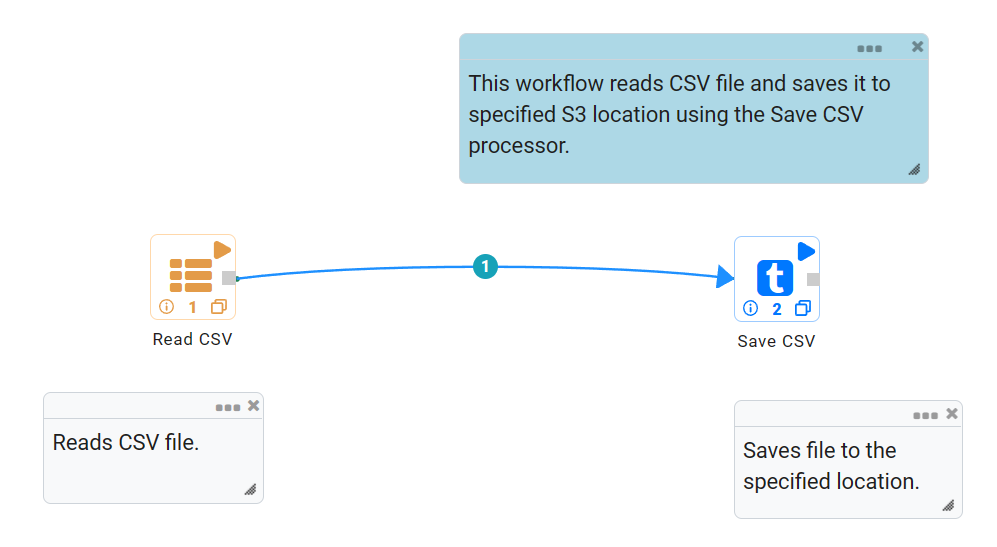 This workflow reads CSV file and saves it to
specified S3 location using the Save CSV
processor.
1
1
Read CSV
t
2
Save CSV
Reads CSV file.
Saves file to the
specified location.